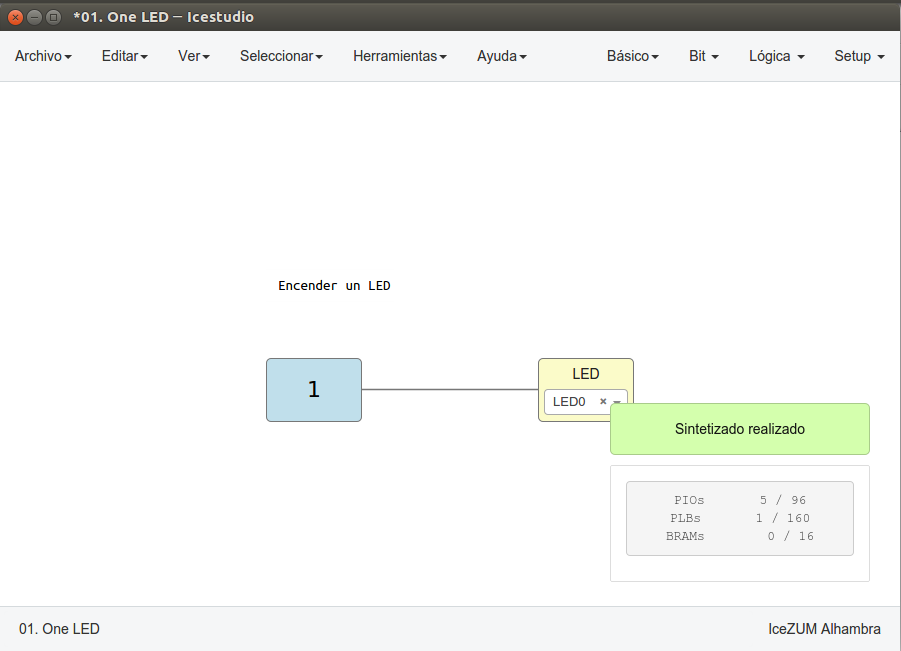 *01. One LED — Icestudio
Archivo Editar Ver Seleccionar Herramientas Ayuda Básico Bit Lógica Setup
Encender un LED
1
LED
LED0
Sintetizado realizado
PIOs 5 / 96
PLBs 1 / 160
BRAMs 0 / 16
01. One LED IceZUM Alhambra